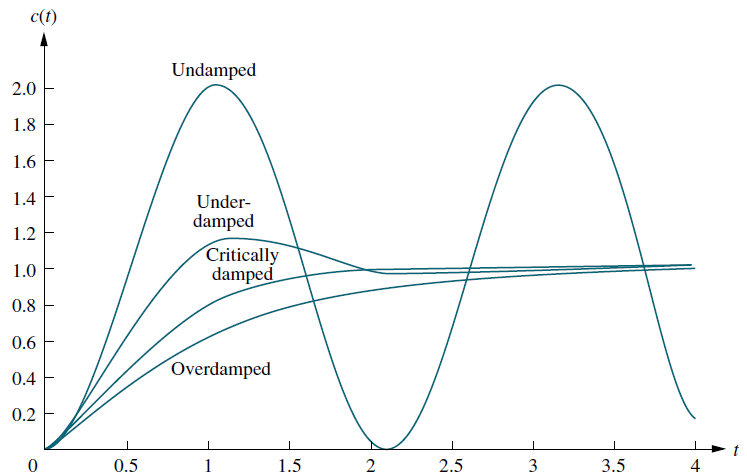 c(t)
Undamped
2.0
1.8
1.6
1.4
Under-
damped
1.2
Critically
damped
1.0
0.8
0.6
Overdamped
0.4
0.2
0 0.5 1 1.5 2 2.5 3 3.5 4 t